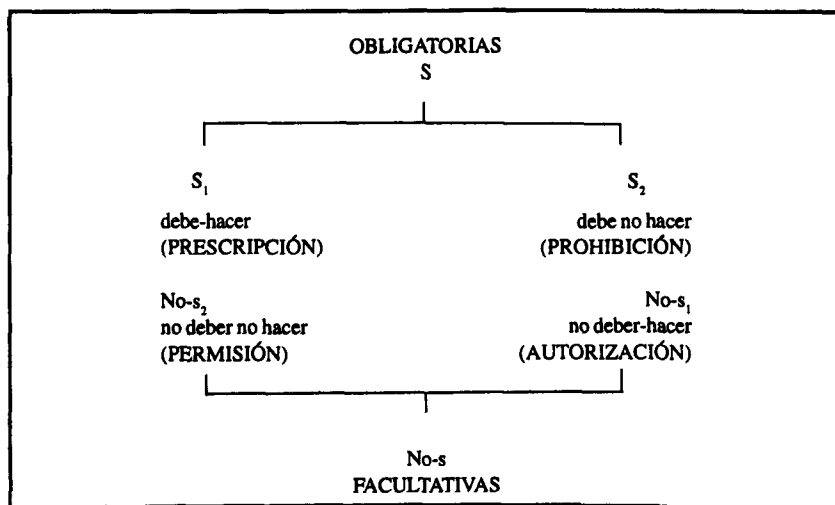 OBLIGATORIAS
S
S₁
S₂
debe-hacer
debe no hacer
(PRESCRIPCIÓN)
(PROHIBICIÓN)
No-s₂
No-s₁
no deber no hacer
no deber-hacer
(PERMISIÓN)
(AUTORIZACIÓN)
No-s
FACULTATIVAS